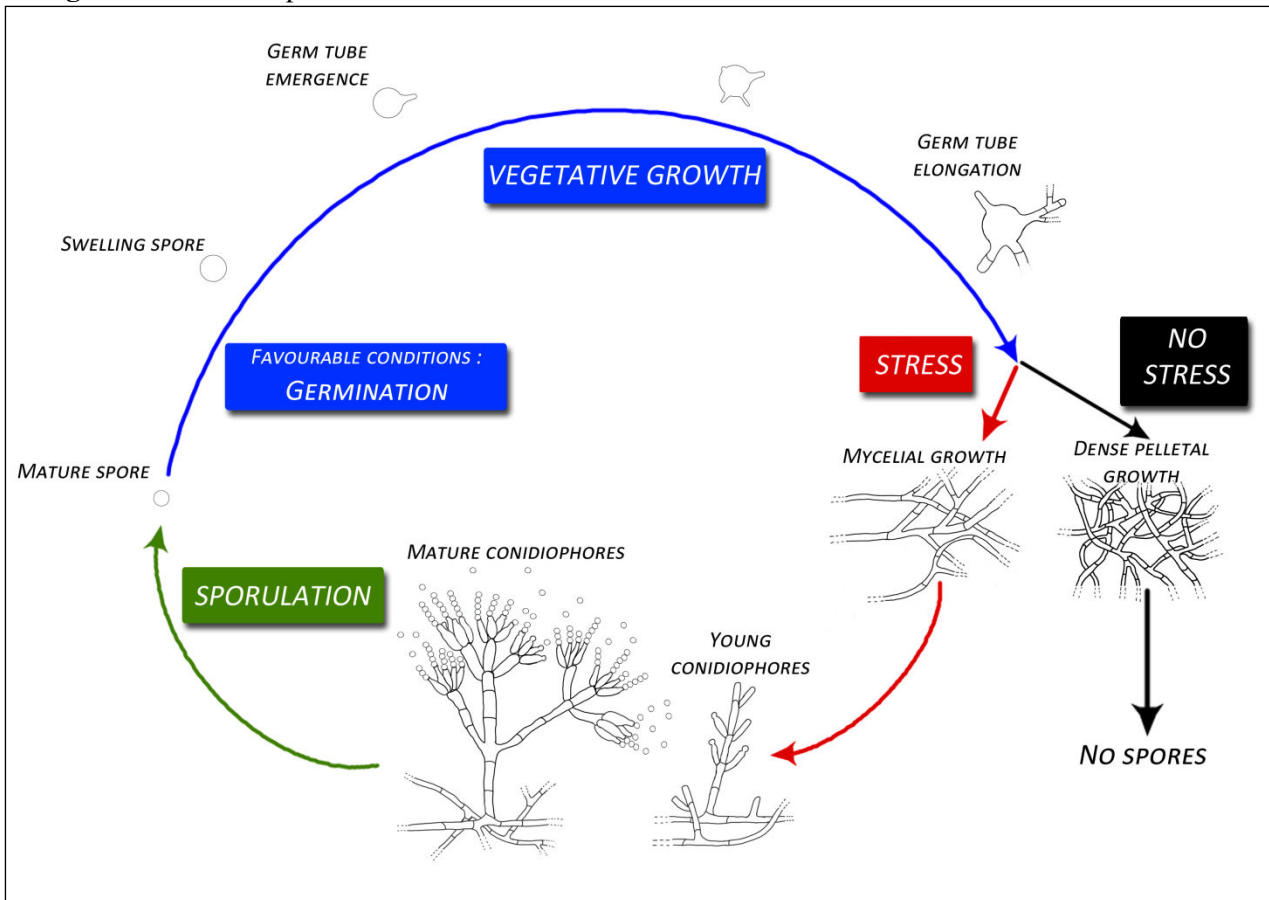 GERM TUBE
EMERGENCE
VEGETATIVE GROWTH
GERM TUBE
ELONGATION
SWELLING SPORE
FAVOURABLE CONDITIONS :
GERMINATION
STRESS
NO
STRESS
MATURE SPORE
MYCELIAL GROWTH
DENSE PELLETAL
GROWTH
MATURE CONIDIOPHORES
SPORULATION
YOUNG
CONIDIOPHORES
NO SPORES